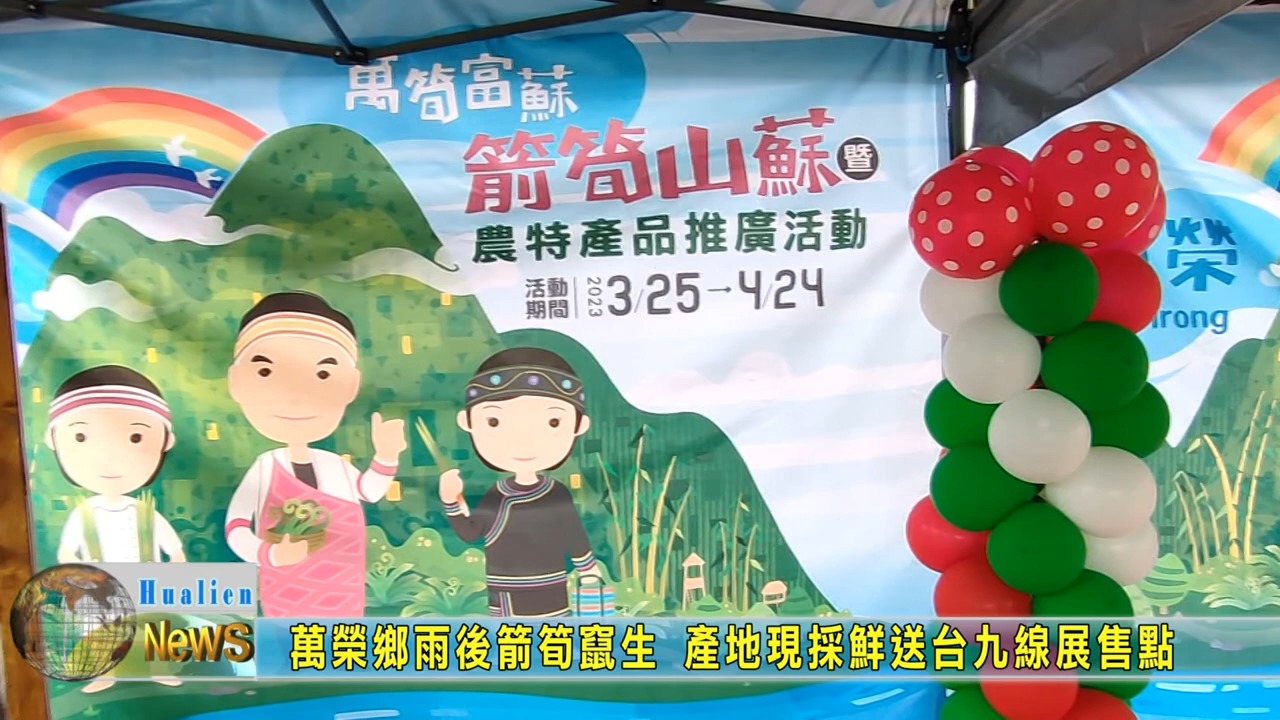 萬筍富蘇
箭筍山蘇暨
農特產品推廣活動
活動期間 2023 3/25→4/24
榮
rong
Hualien
NewS
萬榮鄉雨後箭筍竄生 產地現採鮮送台九線展售點